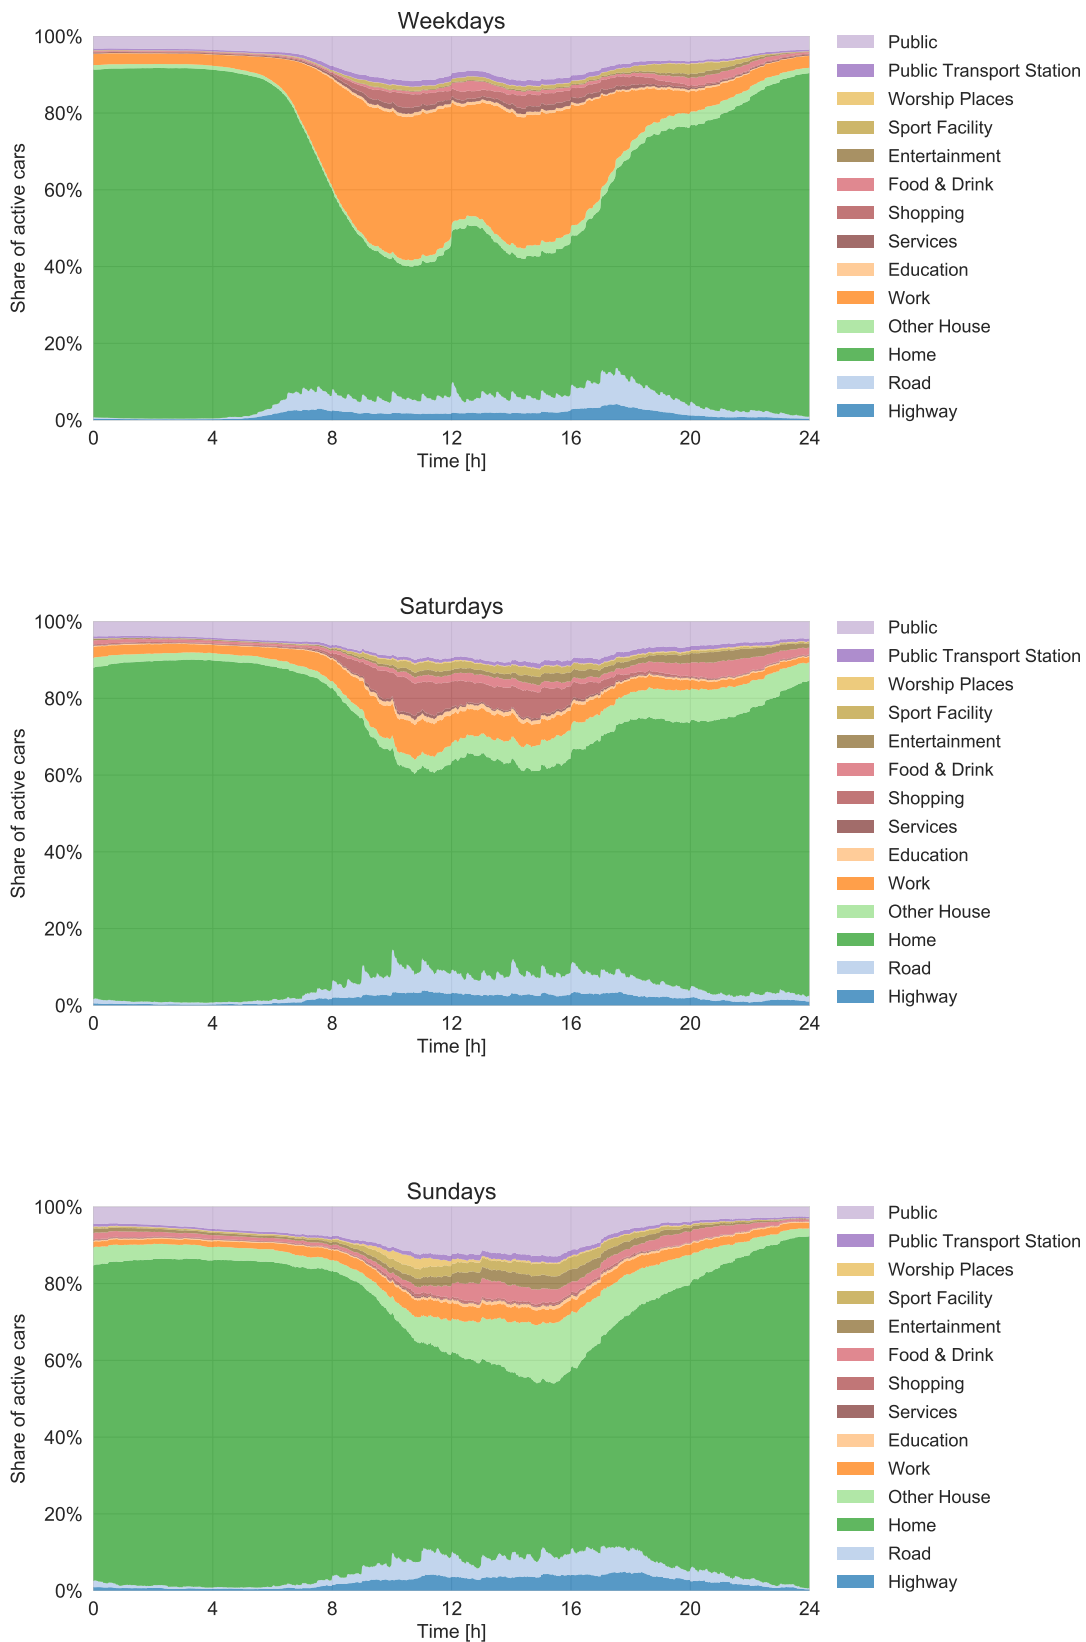 Weekdays
100%
80%
60%
40%
20%
0%
Share of active cars
0 4 8 12 16 20 24
Time [h]
Public
Public Transport Station
Worship Places
Sport Facility
Entertainment
Food & Drink
Shopping
Services
Education
Work
Other House
Home
Road
Highway
Saturdays
100%
80%
60%
40%
20%
0%
Share of active cars
0 4 8 12 16 20 24
Time [h]
Public
Public Transport Station
Worship Places
Sport Facility
Entertainment
Food & Drink
Shopping
Services
Education
Work
Other House
Home
Road
Highway
Sundays
100%
80%
60%
40%
20%
0%
Share of active cars
0 4 8 12 16 20 24
Time [h]
Public
Public Transport Station
Worship Places
Sport Facility
Entertainment
Food & Drink
Shopping
Services
Education
Work
Other House
Home
Road
Highway